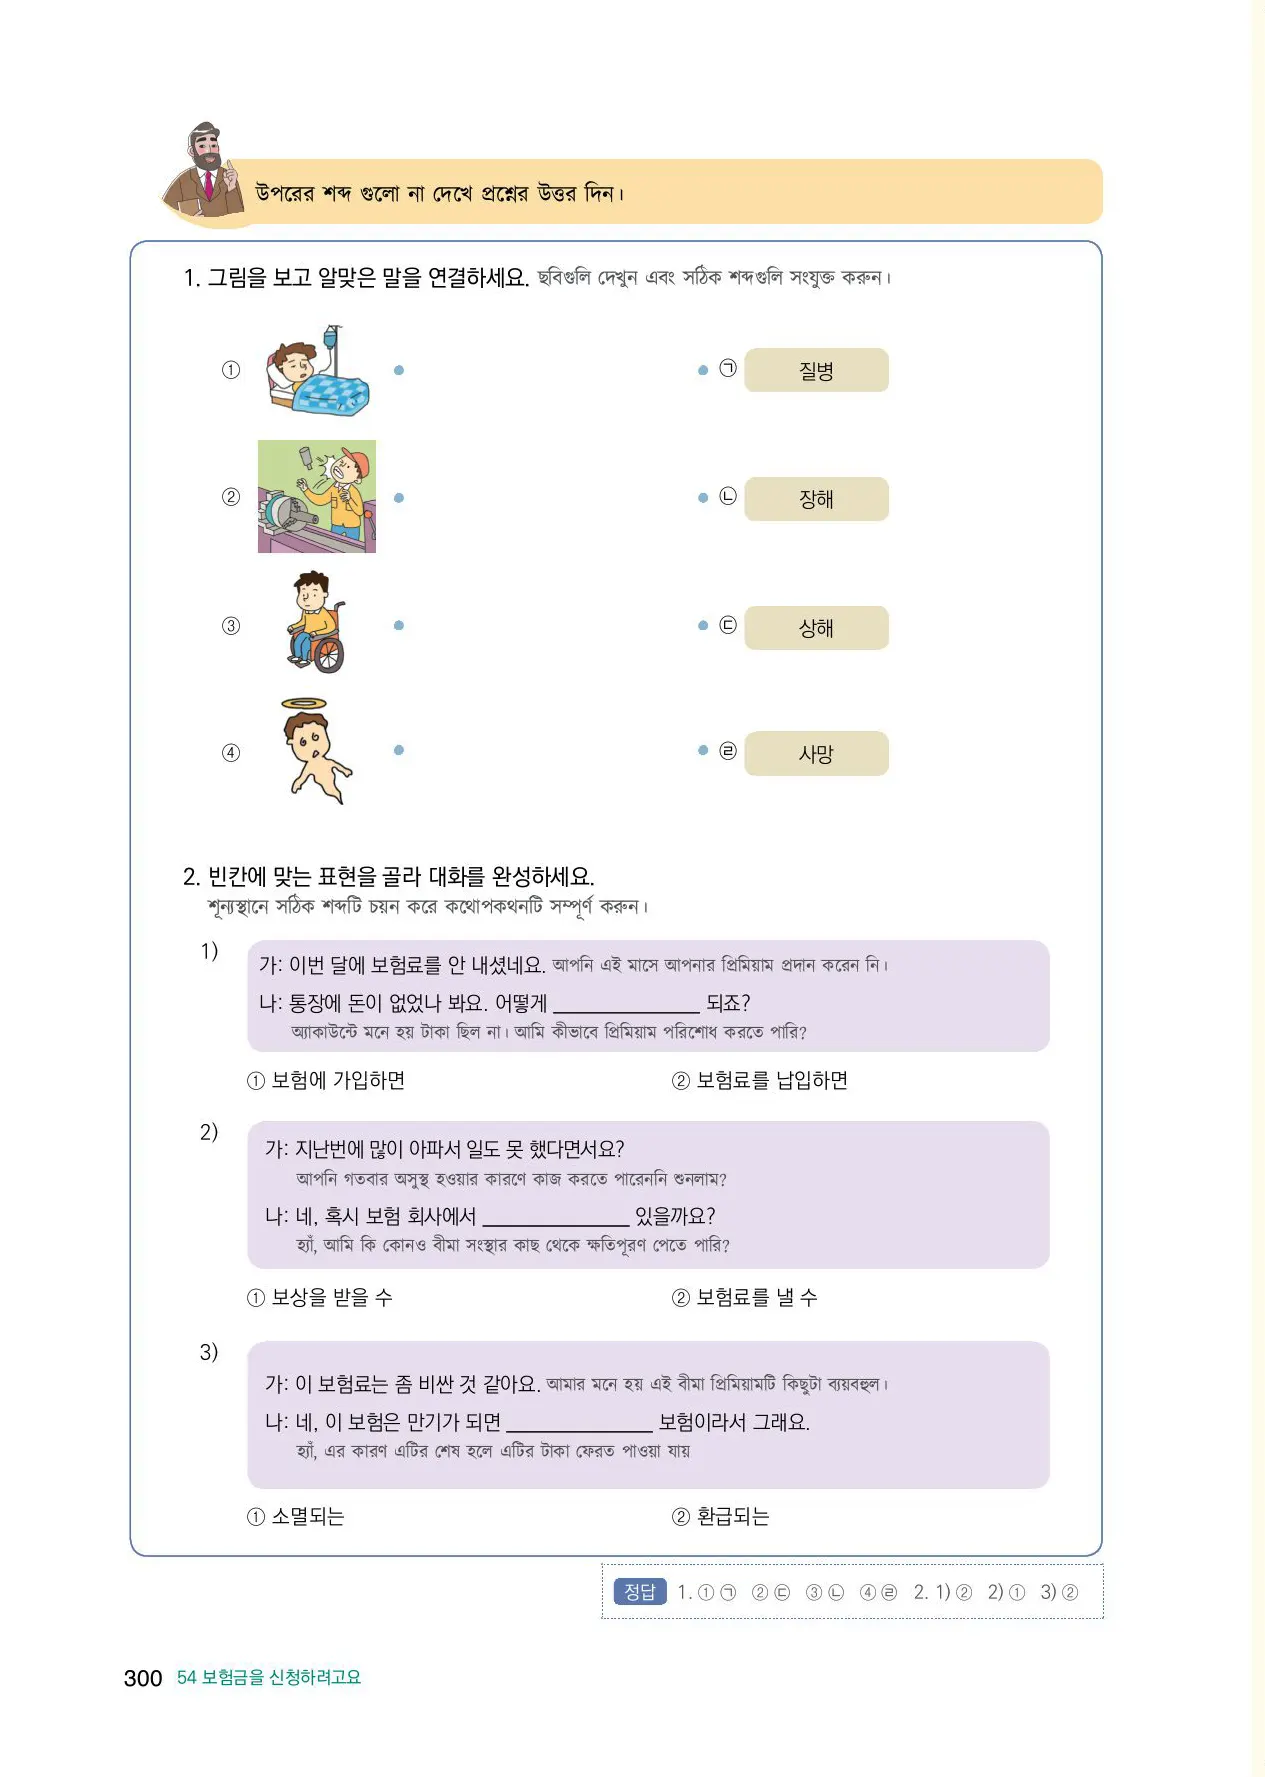 উপরের শব্দ গুলো না দেখে প্রশ্নের উত্তর দিন।
1. 그림을 보고 알맞은 말을 연결하세요. ছবিগুলি দেখুন এবং সঠিক শব্দগুলি সংযুক্ত করুন।
① ㉠ 질병
② ㉡ 장해
③ ㉢ 상해
④ ㉣ 사망
2. 빈칸에 맞는 표현을 골라 대화를 완성하세요.
শূন্যস্থানে সঠিক শব্দটি চয়ন করে কথোপকথনটি সম্পূর্ণ করুন।
1)
가: 이번 달에 보험료를 안 내셨네요. আপনি এই মাসে আপনার প্রিমিয়াম প্রদান করেন নি।
나: 통장에 돈이 없었나 봐요. 어떻게 ______________ 되죠?
অ্যাকাউন্টে মনে হয় টাকা ছিল না। আমি কীভাবে প্রিমিয়াম পরিশোধ করতে পারি?
① 보험에 가입하면 ② 보험료를 납입하면
2)
가: 지난번에 많이 아파서 일도 못 했다면서요?
আপনি গতবার অসুস্থ হওয়ার কারণে কাজ করতে পারেননি শুনলাম?
나: 네, 혹시 보험 회사에서 ______________ 있을까요?
হ্যাঁ, আমি কি কোনও বীমা সংস্থার কাছ থেকে ক্ষতিপূরণ পেতে পারি?
① 보상을 받을 수 ② 보험료를 낼 수
3)
가: 이 보험료는 좀 비싼 것 같아요. আমার মনে হয় এই বীমা প্রিমিয়ামটি কিছুটা ব্যয়বহুল।
나: 네, 이 보험은 만기가 되면 ______________ 보험이라서 그래요.
হ্যাঁ, এর কারণ এটির শেষ হলে এটির টাকা ফেরত পাওয়া যায়
① 소멸되는 ② 환급되는
정답 1. ① ㉠ ② ㉢ ③ ㉡ ④ ㉣ 2. 1) ② 2) ① 3) ②
300 54 보험금을 신청하려고요